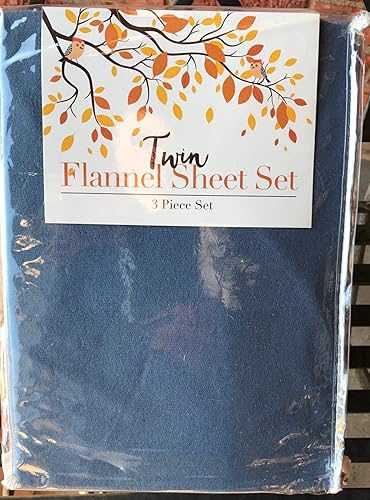 Twin
Flannel Sheet Set
3 Piece Set